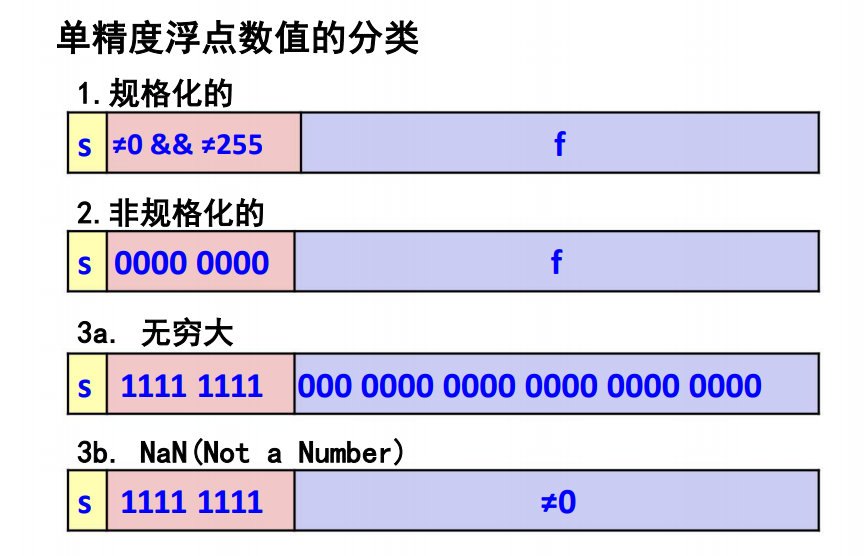 单精度浮点数值的分类
1.规格化的
s ≠0 && ≠255 f
2.非规格化的
s 0000 0000 f
3a. 无穷大
s 1111 1111 000 0000 0000 0000 0000 0000
3b. NaN(Not a Number)
s 1111 1111 ≠0